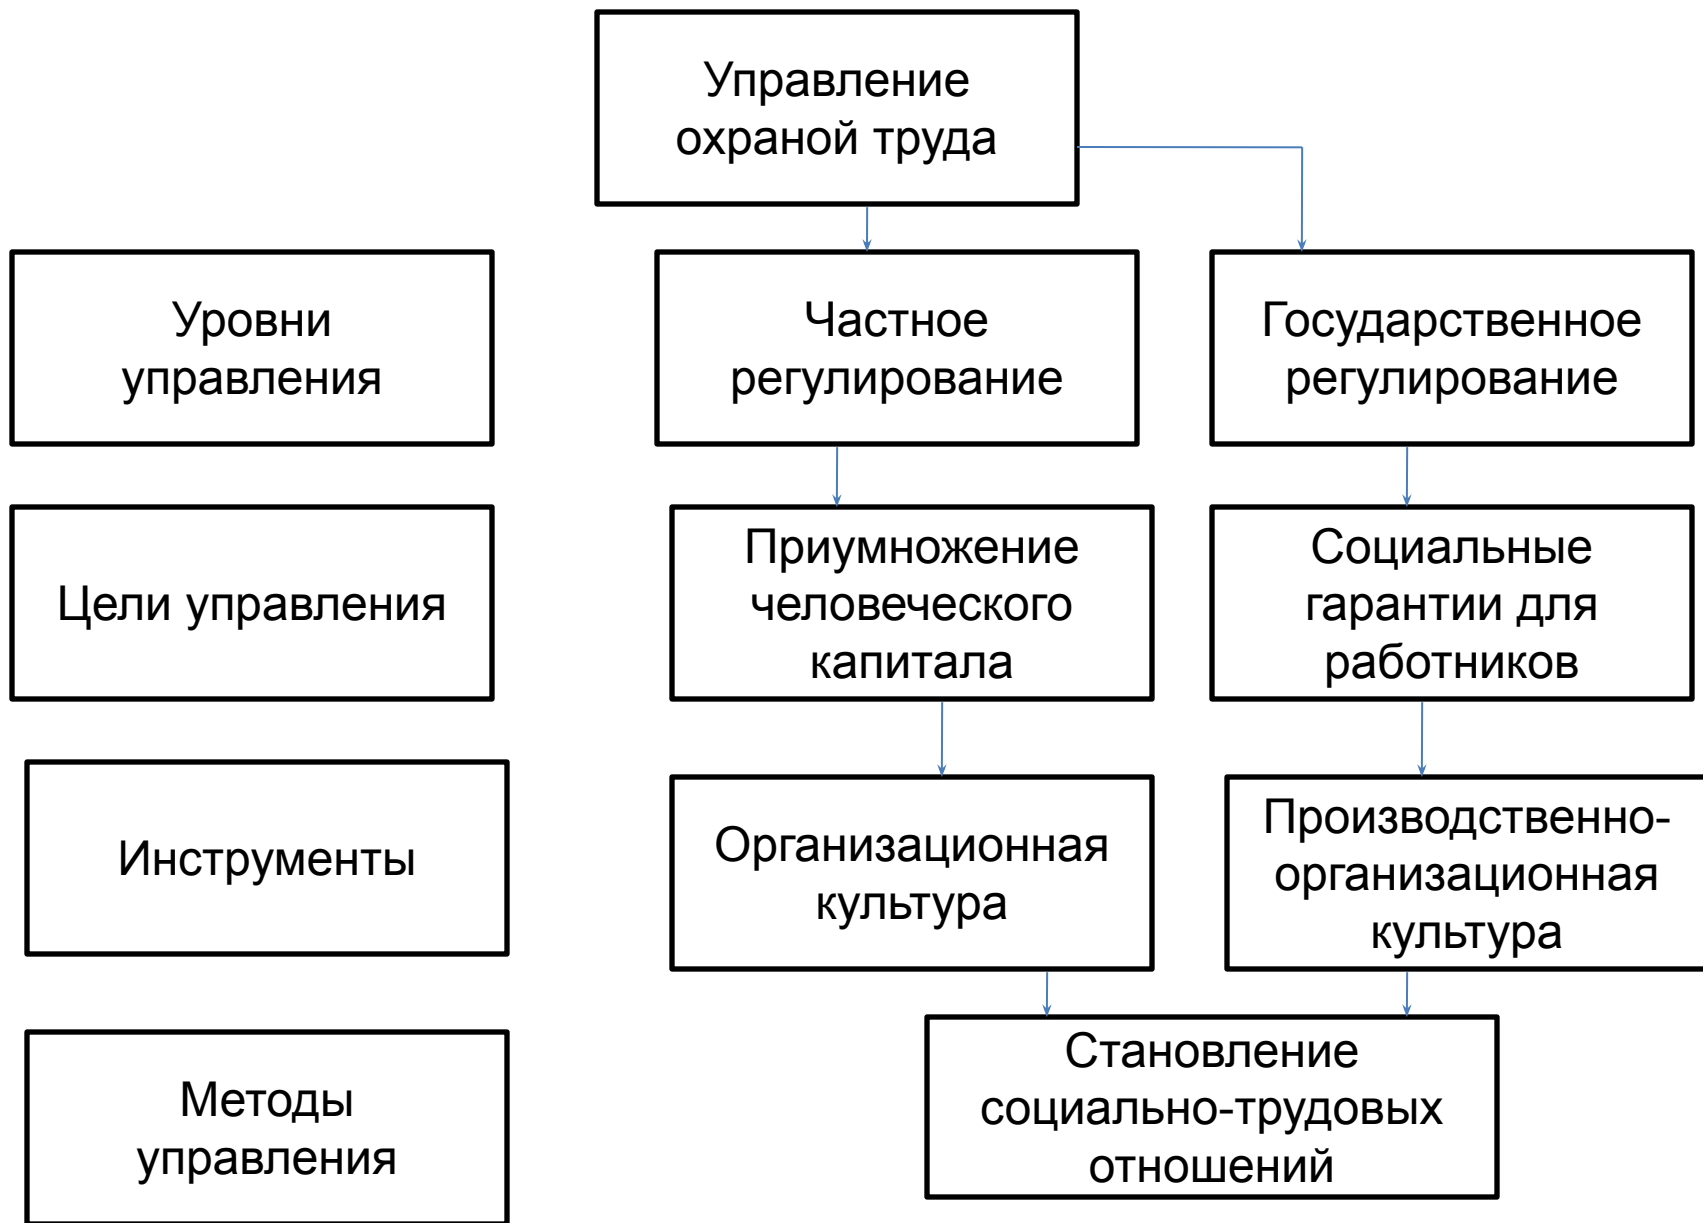 Управление
охраной труда
Уровни
управления
Частное
регулирование
Государственное
регулирование
Цели управления
Приумножение
человеческого
капитала
Социальные
гарантии для
работников
Инструменты
Организационная
культура
Производственно-
организационная
культура
Методы
управления
Становление
социально-трудовых
отношений